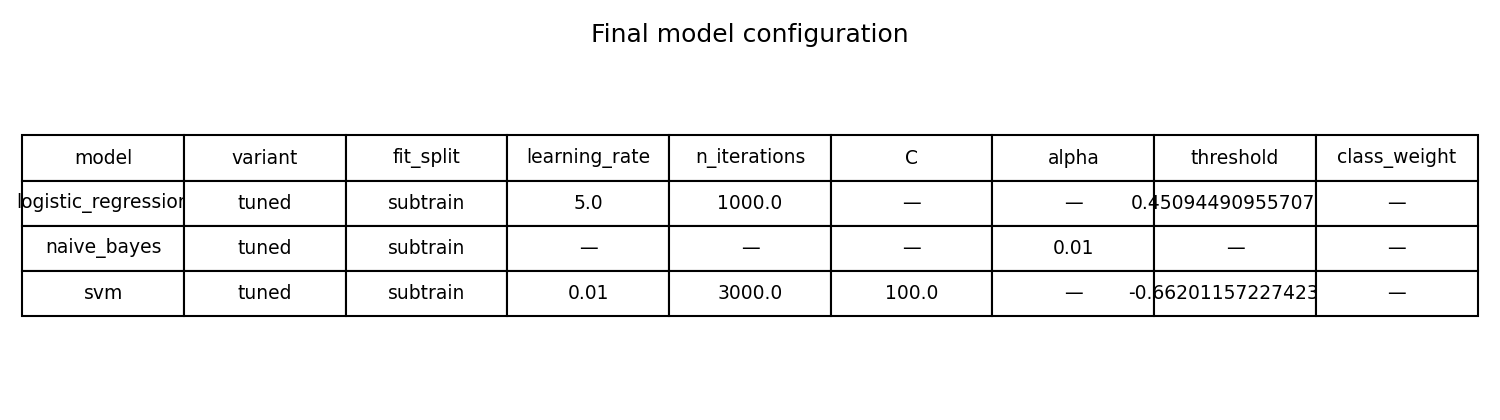 Final model configuration
model variant fit_split learning_rate n_iterations C alpha threshold class_weight
logistic_regression tuned subtrain 5.0 1000.0 — — 0.45094490955707 —
naive_bayes tuned subtrain — — — 0.01 — —
svm tuned subtrain 0.01 3000.0 100.0 — -0.66201157227423 —